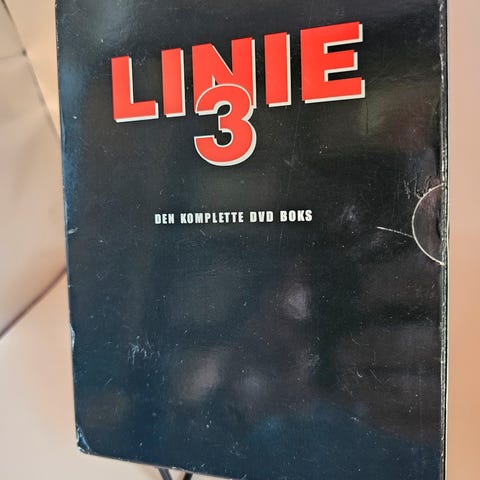 LINIE
3
DEN KOMPLETTE DVD BOKS